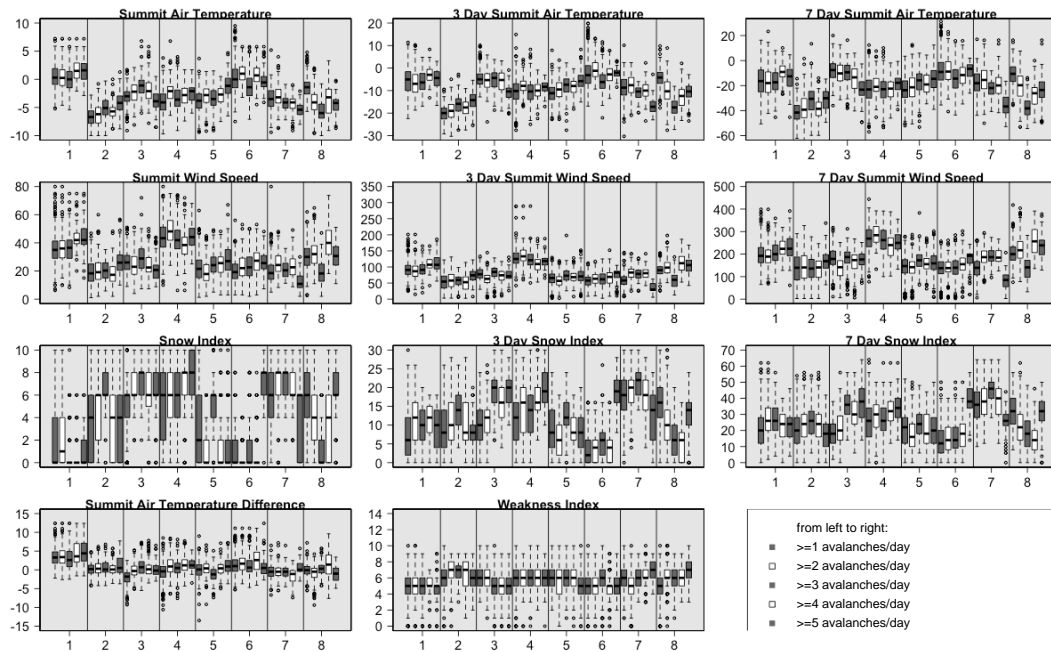 Summit Air Temperature
3 Day Summit Air Temperature
7 Day Summit Air Temperature
10
5
0
-5
-10
20
10
0
-10
-20
-30
20
0
-20
-40
-60
1 2 3 4 5 6 7 8
1 2 3 4 5 6 7 8
1 2 3 4 5 6 7 8
Summit Wind Speed
3 Day Summit Wind Speed
7 Day Summit Wind Speed
80
60
40
20
0
350
300
250
200
150
100
50
0
500
400
300
200
100
0
1 2 3 4 5 6 7 8
1 2 3 4 5 6 7 8
1 2 3 4 5 6 7 8
Snow Index
3 Day Snow Index
7 Day Snow Index
10
8
6
4
2
0
30
25
20
15
10
5
0
70
60
50
40
30
20
10
0
1 2 3 4 5 6 7 8
1 2 3 4 5 6 7 8
1 2 3 4 5 6 7 8
Summit Air Temperature Difference
Weakness Index
15
10
5
0
-5
-10
-15
14
12
10
8
6
4
2
0
1 2 3 4 5 6 7 8
1 2 3 4 5 6 7 8
from left to right:
>=1 avalanches/day
>=2 avalanches/day
>=3 avalanches/day
>=4 avalanches/day
>=5 avalanches/day